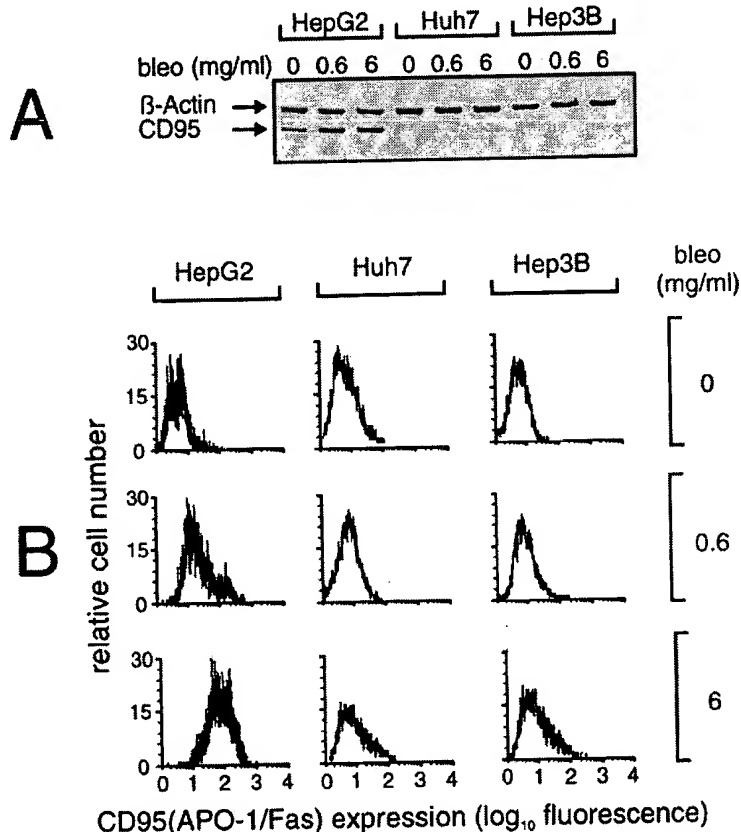 A
HepG2 Huh7 Hep3B
bleo (mg/ml) 0 0.6 6 0 0.6 6 0 0.6 6
ß-Actin
CD95
B
HepG2 Huh7 Hep3B bleo (mg/ml)
relative cell number
30
15
0
0
30
15
0
0.6
30
15
0
6
0 1 2 3 4 0 1 2 3 4 0 1 2 3 4
CD95(APO-1/Fas) expression (log₁₀ fluorescence)